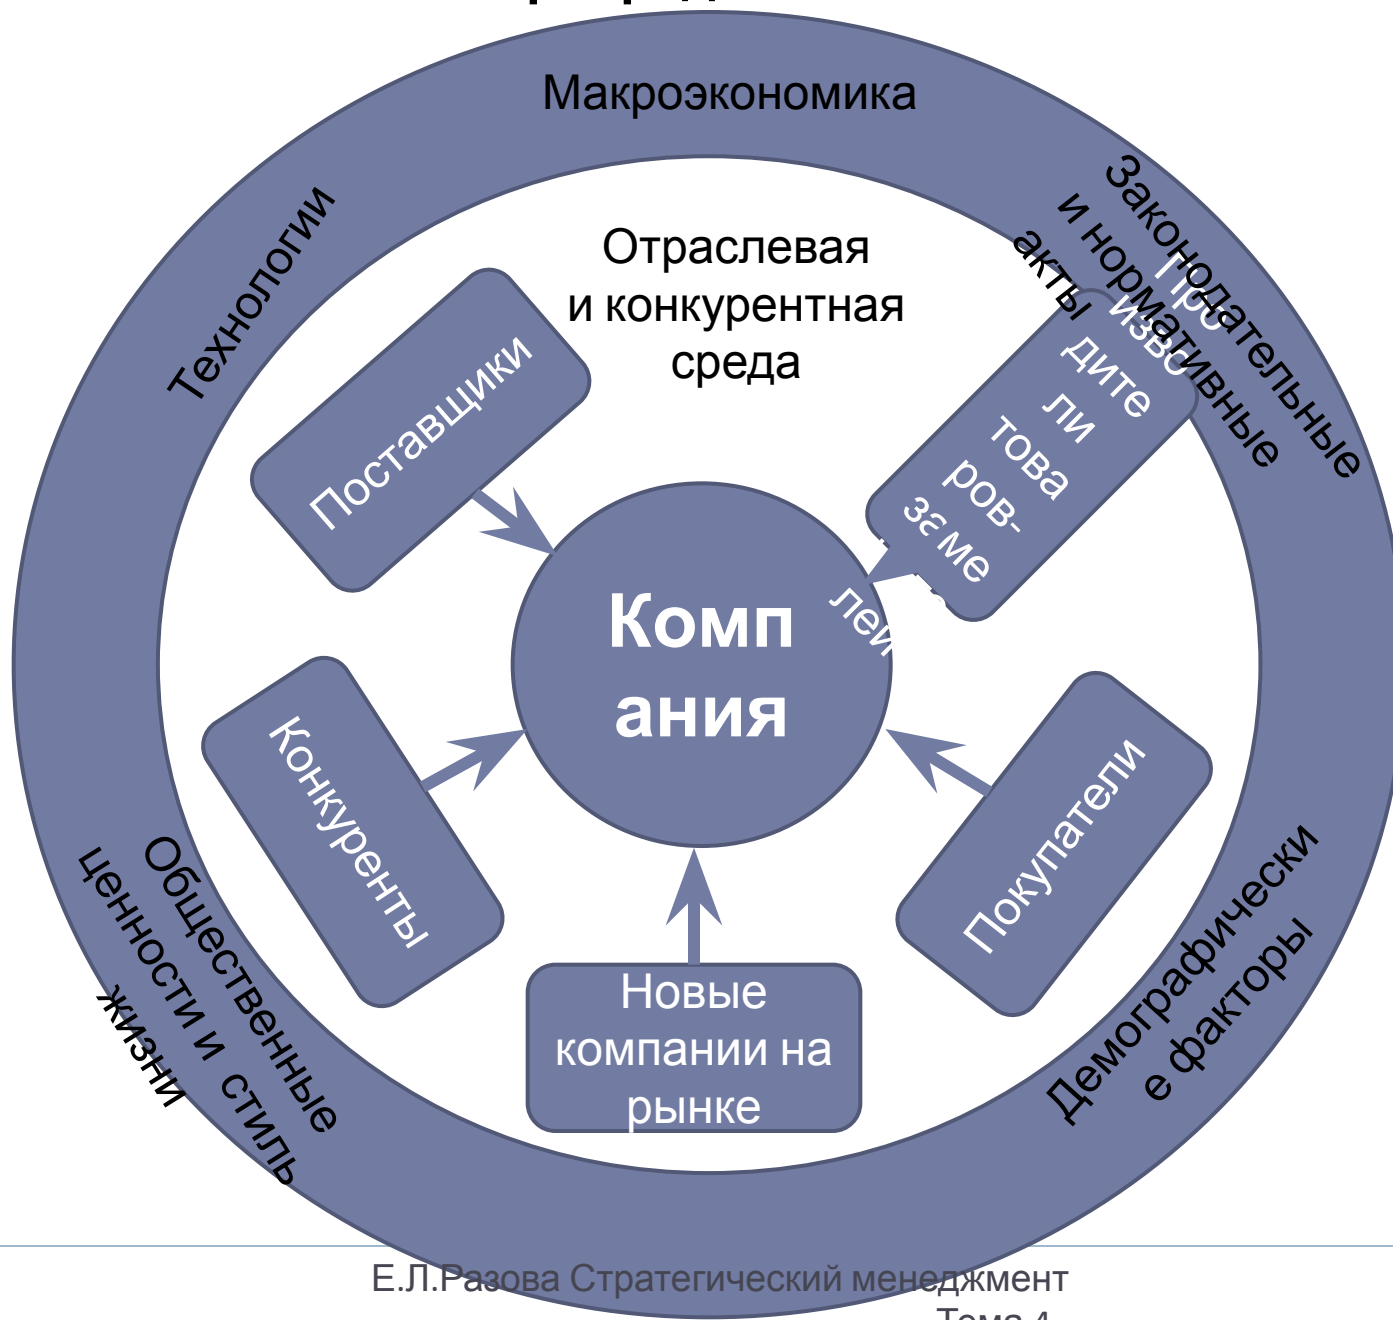 Макроэкономика
Технологии
Законодательные
и нормативные
акты
Отраслевая
и конкурентная
среда
Поставщики
Про
изво
дите
ли
това
ров-
заме
лей
Комп
ания
Конкуренты
Покупатели
Новые
компании на
рынке
Общественные
ценности и стиль
жизни
Демографически
е факторы
Е.Л.Разова Стратегический менеджмент
Тема 4